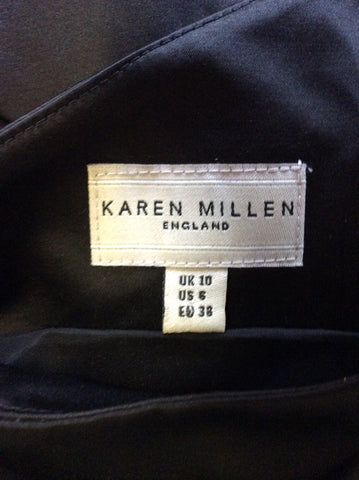 KAREN MILLEN
ENGLAND
UK 10
US 6
EU 38